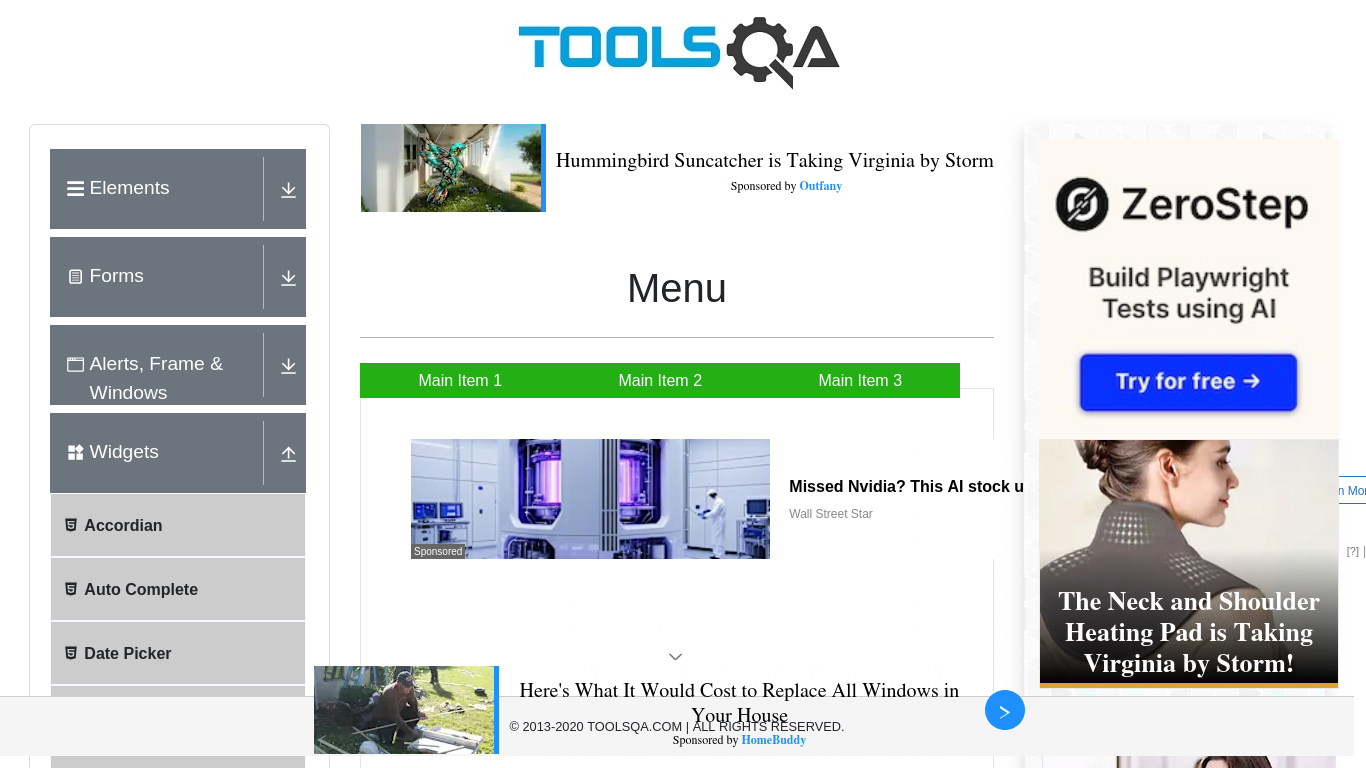 TOOLSQA
Elements
Forms
Alerts, Frame &
Windows
Widgets
Accordian
Auto Complete
Date Picker
Hummingbird Suncatcher is Taking Virginia by Storm
Sponsored by Outfany
Menu
Main Item 1
Main Item 2
Main Item 3
Sponsored
Missed Nvidia? This AI stock u
Wall Street Star
ZeroStep
Build Playwright
Tests using AI
Try for free →
n Mor
[?] |
The Neck and Shoulder
Heating Pad is Taking
Virginia by Storm!
Here's What It Would Cost to Replace All Windows in
Your House
© 2013-2020 TOOLSQA.COM | ALL RIGHTS RESERVED.
Sponsored by HomeBuddy